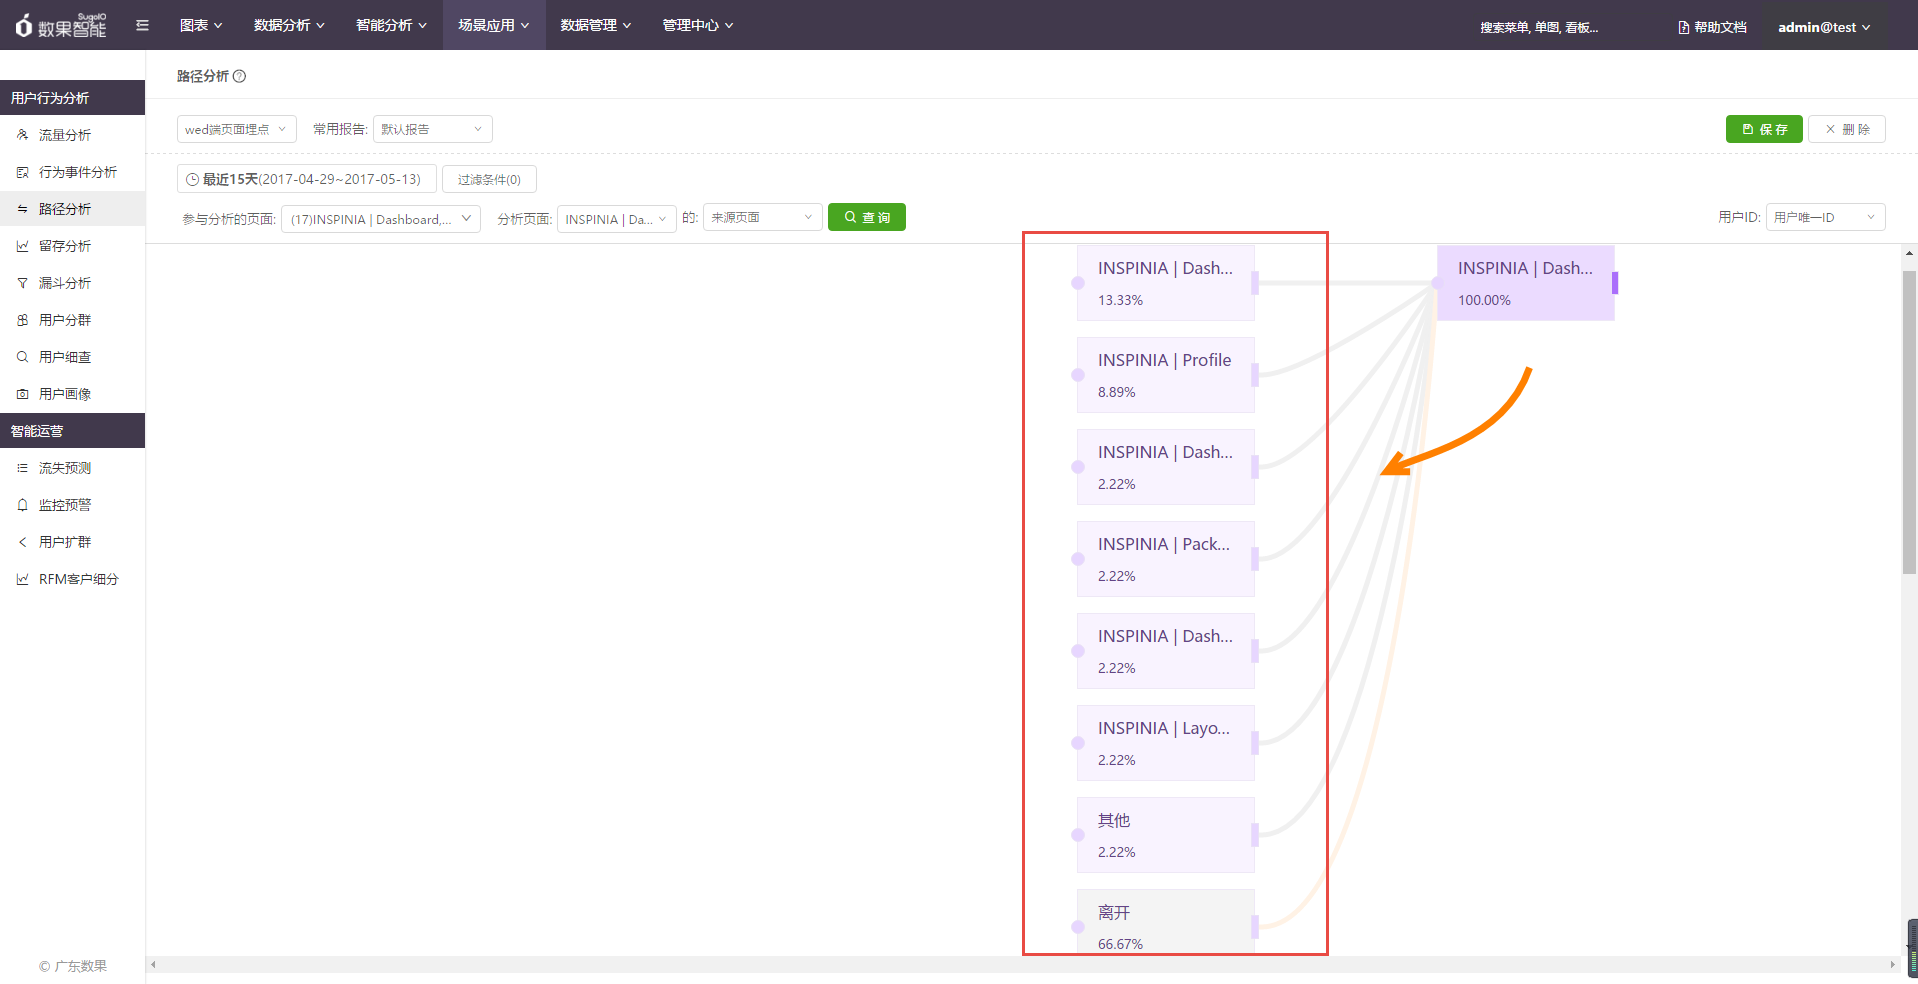 SugoIO
数果智能
图表
数据分析
智能分析
场景应用
数据管理
管理中心
搜索菜单, 单图, 看板...
帮助文档
admin@test
路径分析
用户行为分析
流量分析
行为事件分析
路径分析
留存分析
漏斗分析
用户分群
用户细查
用户画像
智能运营
流失预测
监控预警
用户扩群
RFM客户细分
© 广东数果
wed端页面埋点
常用报告:
默认报告
保 存
删 除
最近15天(2017-04-29~2017-05-13)
过滤条件(0)
参与分析的页面:
(17)INSPINIA | Dashboard,...
分析页面:
INSPINIA | Da...
的:
来源页面
查 询
用户ID:
用户唯一ID
INSPINIA | Dash...
13.33%
INSPINIA | Profile
8.89%
INSPINIA | Dash...
2.22%
INSPINIA | Pack...
2.22%
INSPINIA | Dash...
2.22%
INSPINIA | Layo...
2.22%
其他
2.22%
离开
66.67%
INSPINIA | Dash...
100.00%